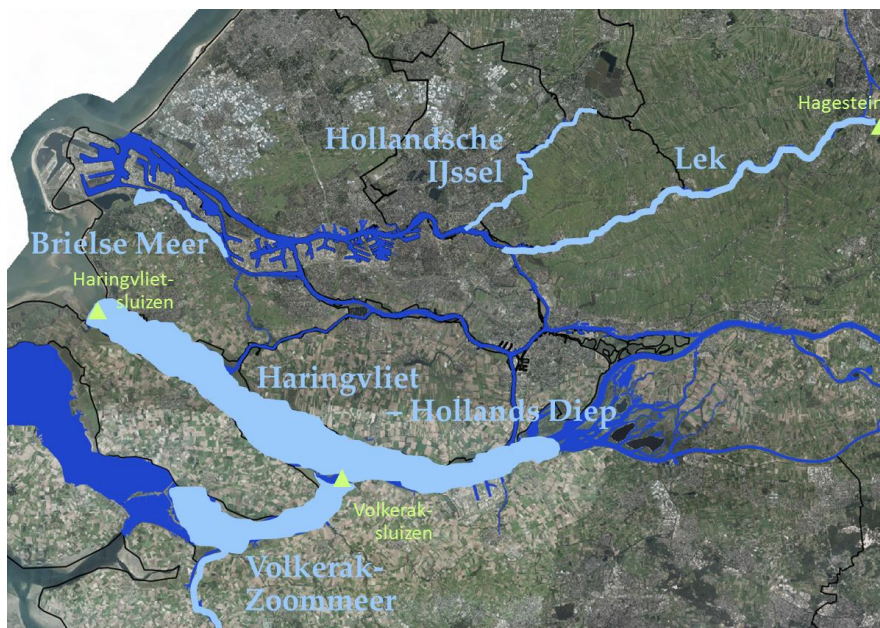 Hagestein
Hollandsche
IJssel
Lek
Brielse Meer
Haringvliet-
sluizen
Haringvliet
– Hollands Diep
Volkerak-
sluizen
Volkerak-
Zoommeer